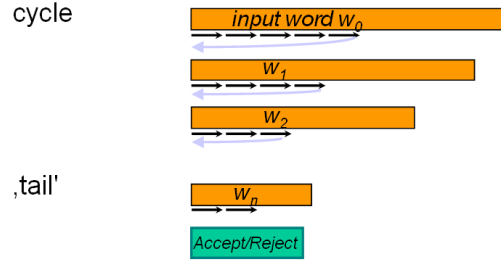 cycle
input word w₀
w₁
w₂
‚tail'
wₙ
Accept/Reject